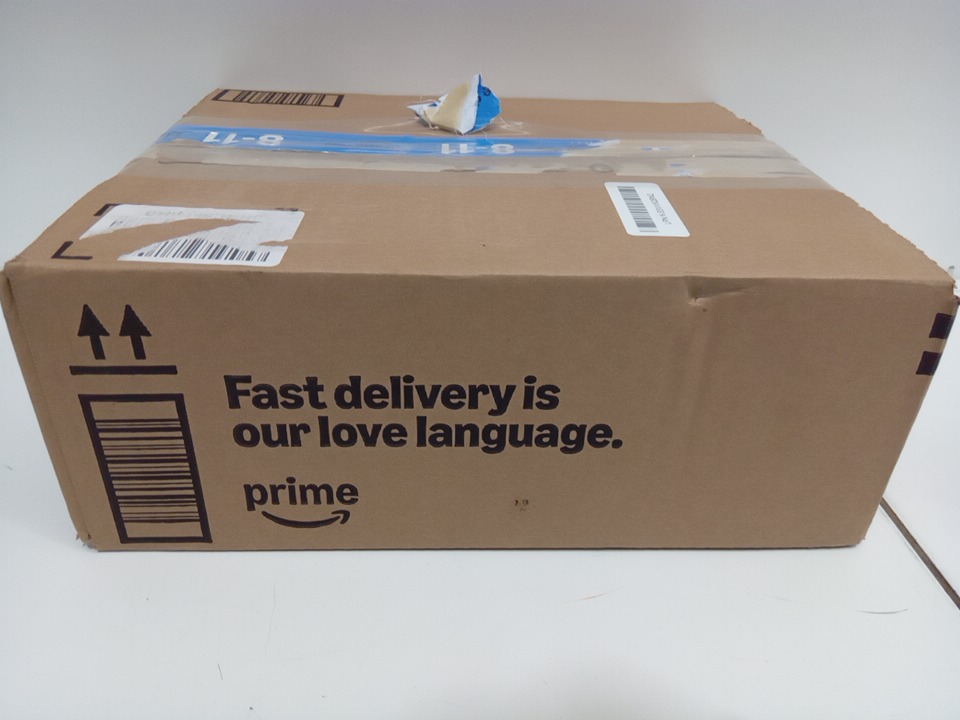 8-11
8-11
Fast delivery is
our love language.
prime